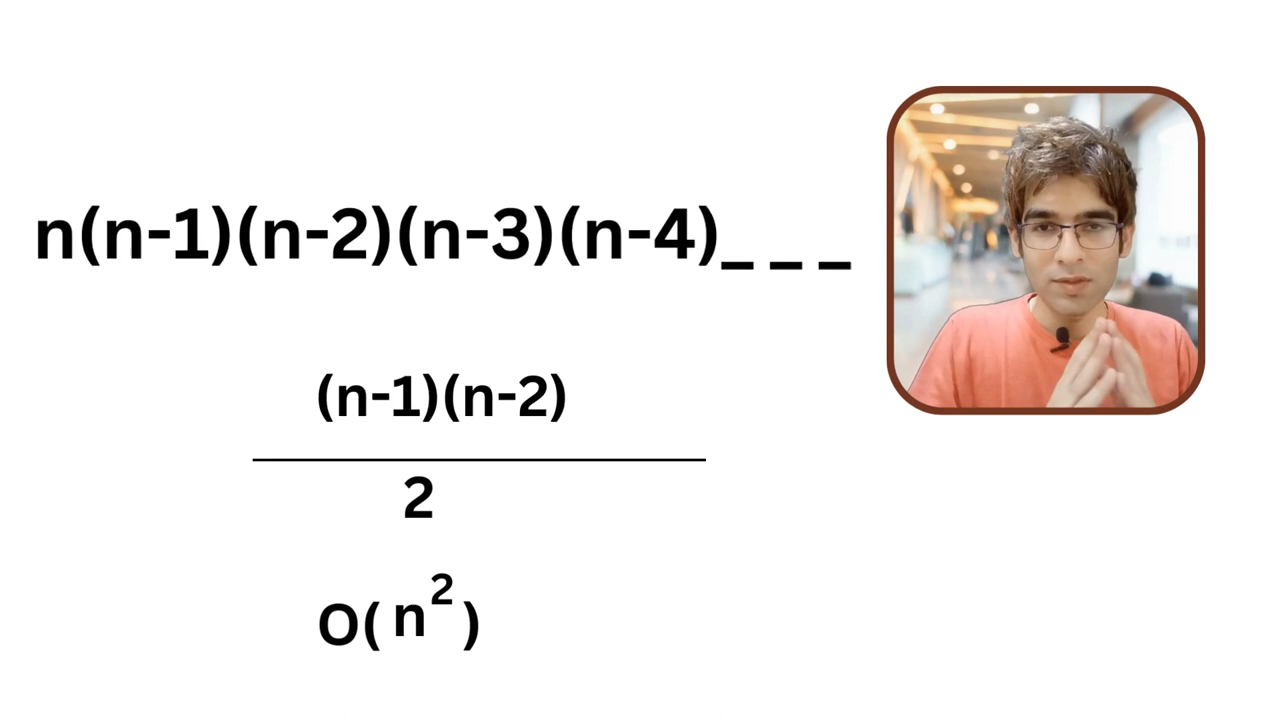 n(n-1)(n-2)(n-3)(n-4)_ _ _
(n-1)(n-2)
2
O( n² )